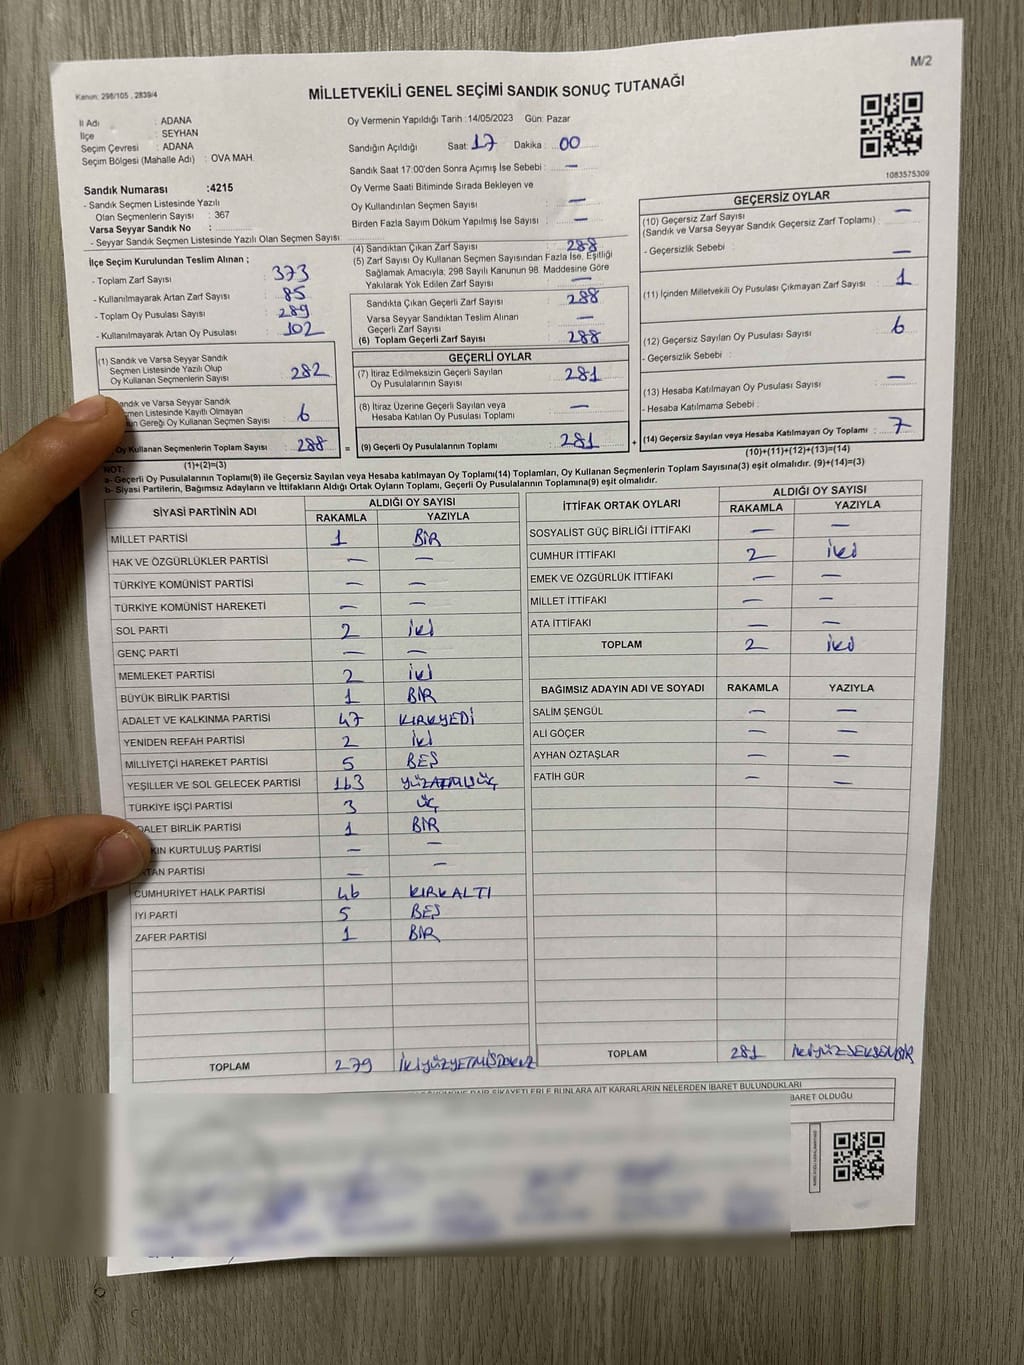 M/2
Kanun: 298/105 , 2839/4
MİLLETVEKİLİ GENEL SEÇİMİ SANDIK SONUÇ TUTANAĞI
İl Adı : ADANA
İlçe : SEYHAN
Seçim Çevresi : ADANA
Seçim Bölgesi (Mahalle Adı) : OVA MAH.
Sandık Numarası :4215
- Sandık Seçmen Listesinde Yazılı
Olan Seçmenlerin Sayısı : 367
Varsa Seyyar Sandık No :
- Seyyar Sandık Seçmen Listesinde Yazılı Olan Seçmen Sayısı
İlçe Seçim Kurulundan Teslim Alınan ;
- Toplam Zarf Sayısı : 373
- Kullanılmayarak Artan Zarf Sayısı : 85
- Toplam Oy Pusulası Sayısı : 289
- Kullanılmayarak Artan Oy Pusulası : 102
(1) Sandık ve Varsa Seyyar Sandık
Seçmen Listesinde Yazılı Olup
Oy Kullanan Seçmenlerin Sayısı : 282
andık ve Varsa Seyyar Sandık
men Listesinde Kayıtlı Olmayan
un Gereği Oy Kullanan Seçmen Sayısı : 6
Oy Kullanan Seçmenlerin Toplam Sayısı : 288 =
(1)+(2)=(3)
Oy Vermenin Yapıldığı Tarih :14/05/2023 Gün: Pazar
Sandığın Açıldığı Saat : 17 Dakika : 00
Sandık Saat 17:00'den Sonra Açımış İse Sebebi : —
Oy Verme Saati Bitiminde Sırada Bekleyen ve
Oy Kullandırılan Seçmen Sayısı : —
Birden Fazla Sayım Döküm Yapılmış İse Sayısı : —
(4) Sandıktan Çıkan Zarf Sayısı : 288
(5) Zarf Sayısı Oy Kullanan Seçmen Sayısından Fazla İse, Eşitliği
Sağlamak Amacıyla; 298 Sayılı Kanunun 98. Maddesine Göre
Yakılarak Yok Edilen Zarf Sayısı : —
Sandıkta Çıkan Geçerli Zarf Sayısı : 288
Varsa Seyyar Sandıktan Teslim Alınan
Geçerli Zarf Sayısı : —
(6) Toplam Geçerli Zarf Sayısı : 288
GEÇERLİ OYLAR
(7) İtiraz Edilmeksizin Geçerli Sayılan
Oy Pusulalarının Sayısı : 281
(8) İtiraz Üzerine Geçerli Sayılan veya
Hesaba Katılan Oy Pusulası Toplamı : —
(9) Geçerli Oy Pusulalarının Toplamı : 281 +
1083575309
GEÇERSİZ OYLAR
(10) Geçersiz Zarf Sayısı : —
(Sandık ve Varsa Seyyar Sandık Geçersiz Zarf Toplamı)
- Geçersizlik Sebebi : —
(11) İçinden Milletvekili Oy Pusulası Çıkmayan Zarf Sayısı : 1
(12) Geçersiz Sayılan Oy Pusulası Sayısı : 6
- Geçersizlik Sebebi :
(13) Hesaba Katılmayan Oy Pusulası Sayısı : —
- Hesaba Katılmama Sebebi :
(14) Geçersiz Sayılan veya Hesaba Katılmayan Oy Toplamı : 7
(10)+(11)+(12)+(13)=(14)
NOT:
a- Geçerli Oy Pusulalarının Toplamı(9) ile Geçersiz Sayılan veya Hesaba katılmayan Oy Toplamı(14) Toplamları, Oy Kullanan Seçmenlerin Toplam Sayısına(3) eşit olmalıdır. (9)+(14)=(3)
b- Siyasi Partilerin, Bağımsız Adayların ve İttifakların Aldığı Ortak Oyların Toplamı, Geçerli Oy Pusulalarının Toplamına(9) eşit olmalıdır.
SİYASİ PARTİNİN ADI ALDIĞI OY SAYISI
RAKAMLA YAZIYLA
MİLLET PARTİSİ 1 BİR
HAK VE ÖZGÜRLÜKLER PARTİSİ — —
TÜRKİYE KOMÜNİST PARTİSİ — —
TÜRKİYE KOMÜNİST HAREKETİ — —
SOL PARTİ 2 İKİ
GENÇ PARTİ — —
MEMLEKET PARTİSİ 2 İKİ
BÜYÜK BİRLİK PARTİSİ 1 BİR
ADALET VE KALKINMA PARTİSİ 47 KIRKYEDİ
YENİDEN REFAH PARTİSİ 2 İKİ
MİLLİYETÇİ HAREKET PARTİSİ 5 BEŞ
YEŞİLLER VE SOL GELECEK PARTİSİ 163 YÜZATMIŞÜÇ
TÜRKİYE İŞÇİ PARTİSİ 3 ÜÇ
DALET BİRLİK PARTİSİ 1 BİR
KIN KURTULUŞ PARTİSİ — —
TAN PARTİSİ — —
CUMHURİYET HALK PARTİSİ 46 KIRKALTI
İYİ PARTİ 5 BEŞ
ZAFER PARTİSİ 1 BİR
TOPLAM 279 İKİYÜZYETMİŞDOKUZ
İTTİFAK ORTAK OYLARI ALDIĞI OY SAYISI
RAKAMLA YAZIYLA
SOSYALİST GÜÇ BİRLİĞİ İTTİFAKI — —
CUMHUR İTTİFAKI 2 İKİ
EMEK VE ÖZGÜRLÜK İTTİFAKI — —
MİLLET İTTİFAKI — —
ATA İTTİFAKI — —
TOPLAM 2 İKİ
BAĞIMSIZ ADAYIN ADI VE SOYADI RAKAMLA YAZIYLA
SALİM ŞENGÜL — —
ALİ GÖÇER — —
AYHAN ÖZTAŞLAR — —
FATİH GÜR — —
TOPLAM 281 İKİYÜZSEKSENBİR
DAİR ŞİKAYETLERLE BUNLARA AİT KARARLARIN NELERDEN İBARET BULUNDUKLARI
BARET OLDUĞU